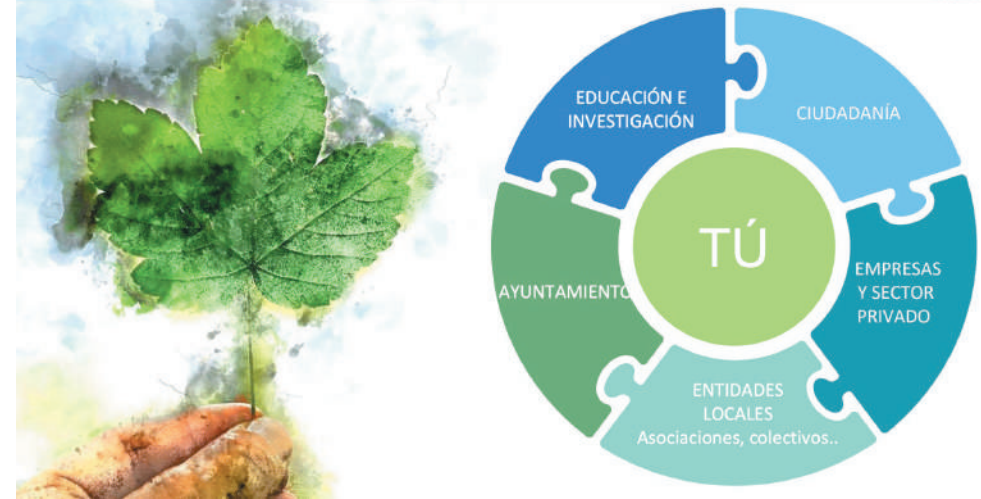 EDUCACIÓN E
INVESTIGACIÓN
CIUDADANÍA
TÚ
EMPRESAS
Y SECTOR
PRIVADO
AYUNTAMIENTO
ENTIDADES
LOCALES
Asociaciones, colectivos..